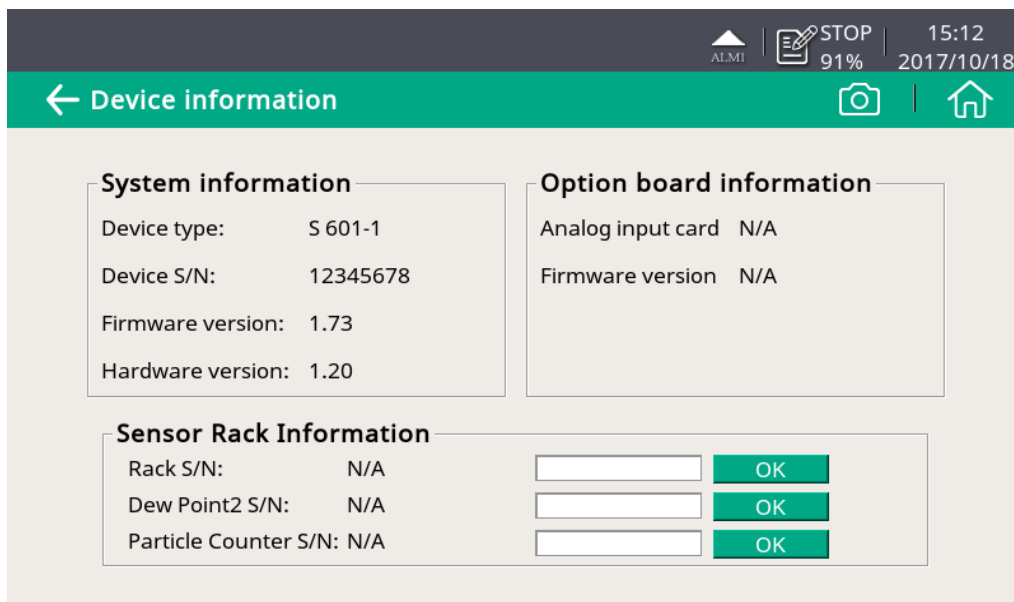 ALM1
STOP
91%
15:12
2017/10/18
Device information
System information
Device type: S 601-1
Device S/N: 12345678
Firmware version: 1.73
Hardware version: 1.20
Option board information
Analog input card N/A
Firmware version N/A
Sensor Rack Information
Rack S/N: N/A OK
Dew Point2 S/N: N/A OK
Particle Counter S/N: N/A OK